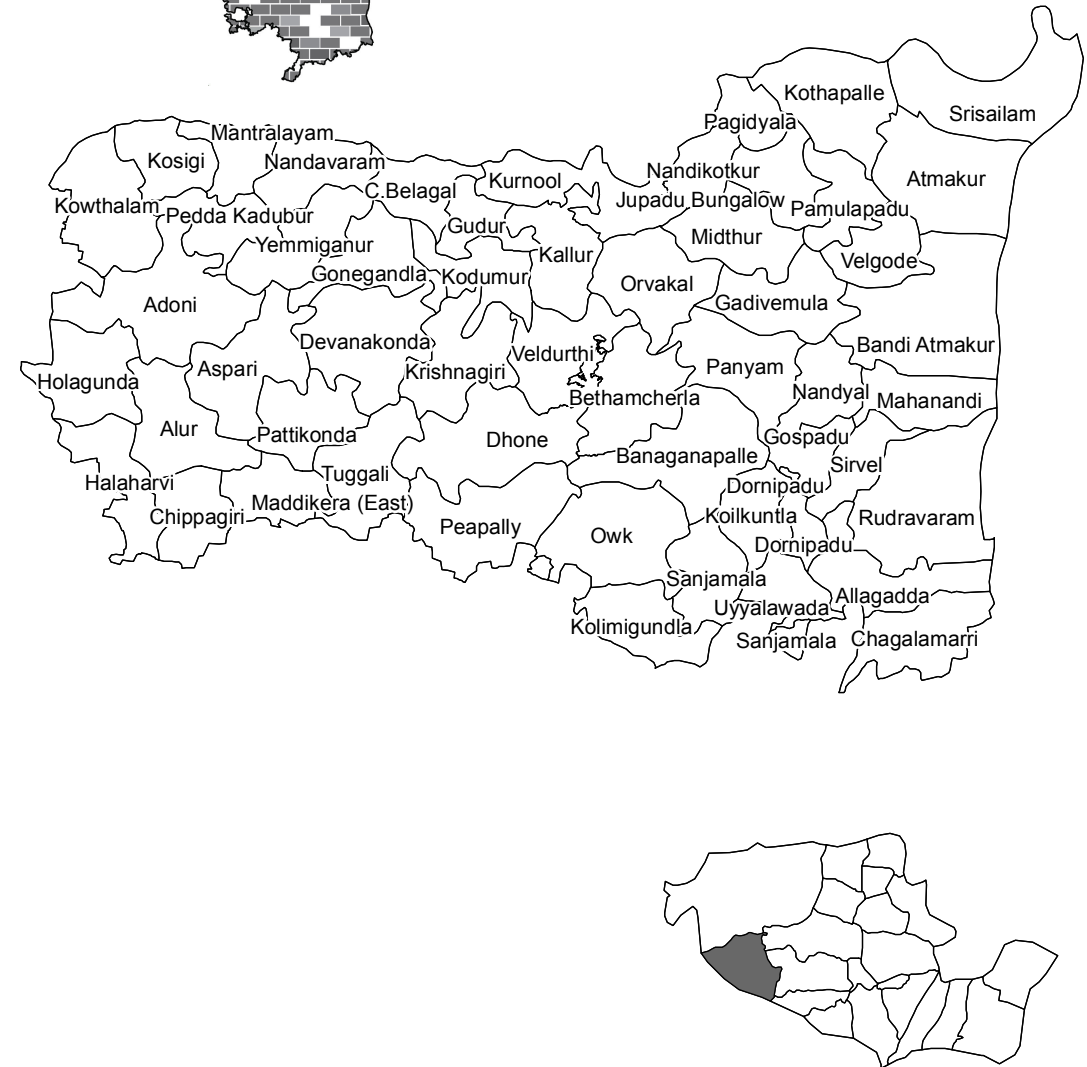 Kothapalle
Srisailam
Pagidyala
Mantralayam
Kosigi
Nandavaram
Nandikotkur
Atmakur
Kurnool
C.Belagal
Jupadu Bungalow
Kowthalam
Pedda Kadubur
Pamulapadu
Gudur
Midthur
Yemmiganur
Kallur
Velgode
Gonegandla
Kodumur
Orvakal
Adoni
Gadivemula
Devanakonda
Bandi Atmakur
Veldurthi
Aspari
Krishnagiri
Panyam
Holagunda
Nandyal
Bethamcherla
Mahanandi
Alur
Pattikonda
Dhone
Gospadu
Banaganapalle
Sirvel
Tuggali
Halaharvi
Dornipadu
Maddikera (East)
Chippagiri
Koilkuntla
Rudravaram
Peapally
Owk
Dornipadu
Sanjamala
Allagadda
Uyyalawada
Kolimigundla
Sanjamala
Chagalamarri